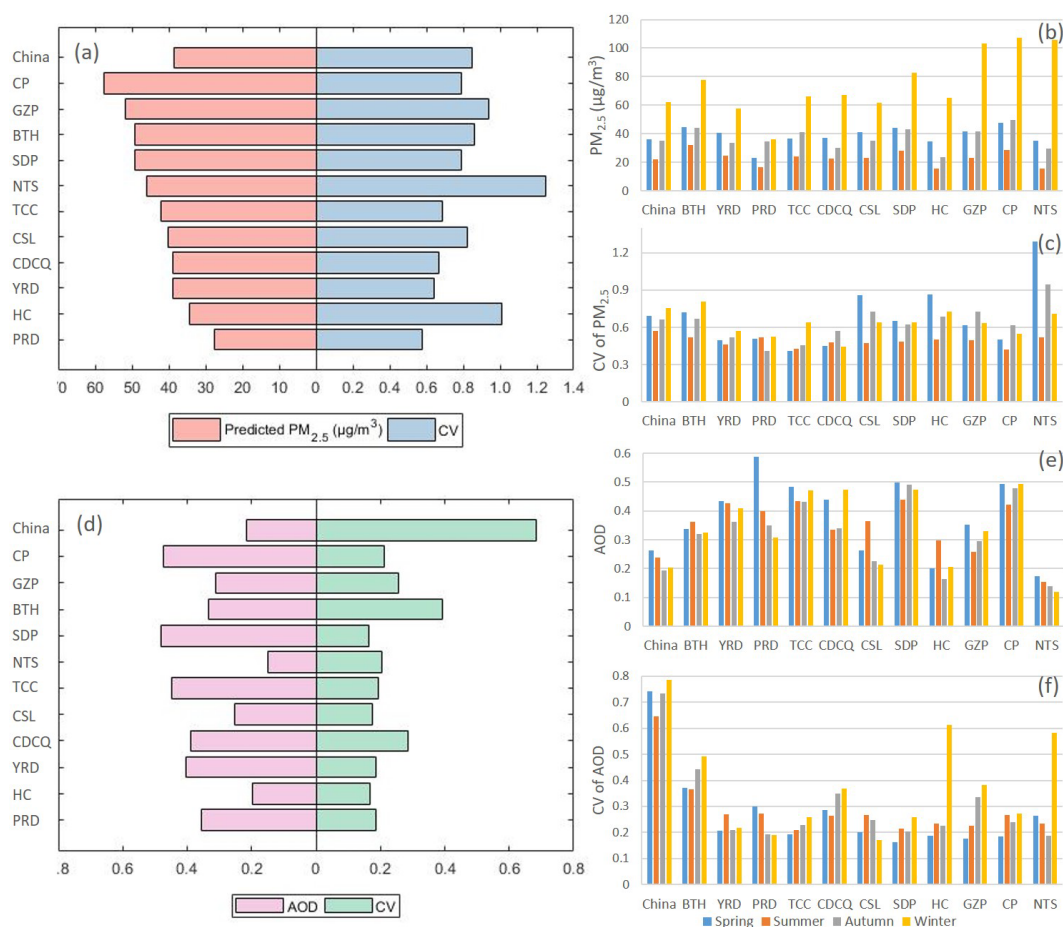 (a)
China
CP
GZP
BTH
SDP
NTS
TCC
CSL
CDCQ
YRD
HC
PRD
0 60 50 40 30 20 10 0 0.2 0.4 0.6 0.8 1.0 1.2 1.4
Predicted PM2.5 (µg/m³) CV
(b)
PM2.5 (µg/m³)
120
100
80
60
40
20
0
China BTH YRD PRD TCC CDCQ CSL SDP HC GZP CP NTS
(c)
CV of PM2.5
1.2
0.9
0.6
0.3
0
China BTH YRD PRD TCC CDCQ CSL SDP HC GZP CP NTS
(d)
China
CP
GZP
BTH
SDP
NTS
TCC
CSL
CDCQ
YRD
HC
PRD
.8 0.6 0.4 0.2 0 0.2 0.4 0.6 0.8
AOD CV
(e)
AOD
0.6
0.5
0.4
0.3
0.2
0.1
0
China BTH YRD PRD TCC CDCQ CSL SDP HC GZP CP NTS
(f)
CV of AOD
0.8
0.7
0.6
0.5
0.4
0.3
0.2
0.1
0
China BTH YRD PRD TCC CDCQ CSL SDP HC GZP CP NTS
Spring Summer Autumn Winter